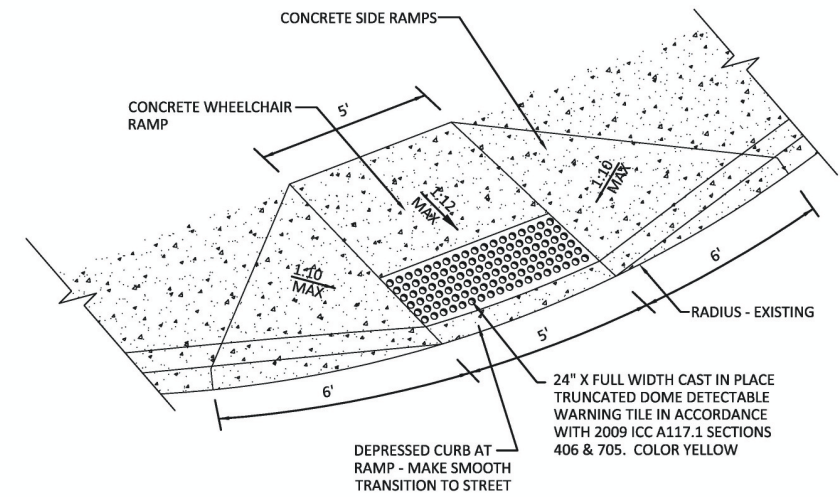 CONCRETE SIDE RAMPS
CONCRETE WHEELCHAIR
RAMP
5'
1:12
MAX
1:10
MAX
1:10
MAX
6'
RADIUS - EXISTING
5'
6'
24" X FULL WIDTH CAST IN PLACE
TRUNCATED DOME DETECTABLE
WARNING TILE IN ACCORDANCE
WITH 2009 ICC A117.1 SECTIONS
406 & 705.  COLOR YELLOW
DEPRESSED CURB AT
RAMP - MAKE SMOOTH
TRANSITION TO STREET